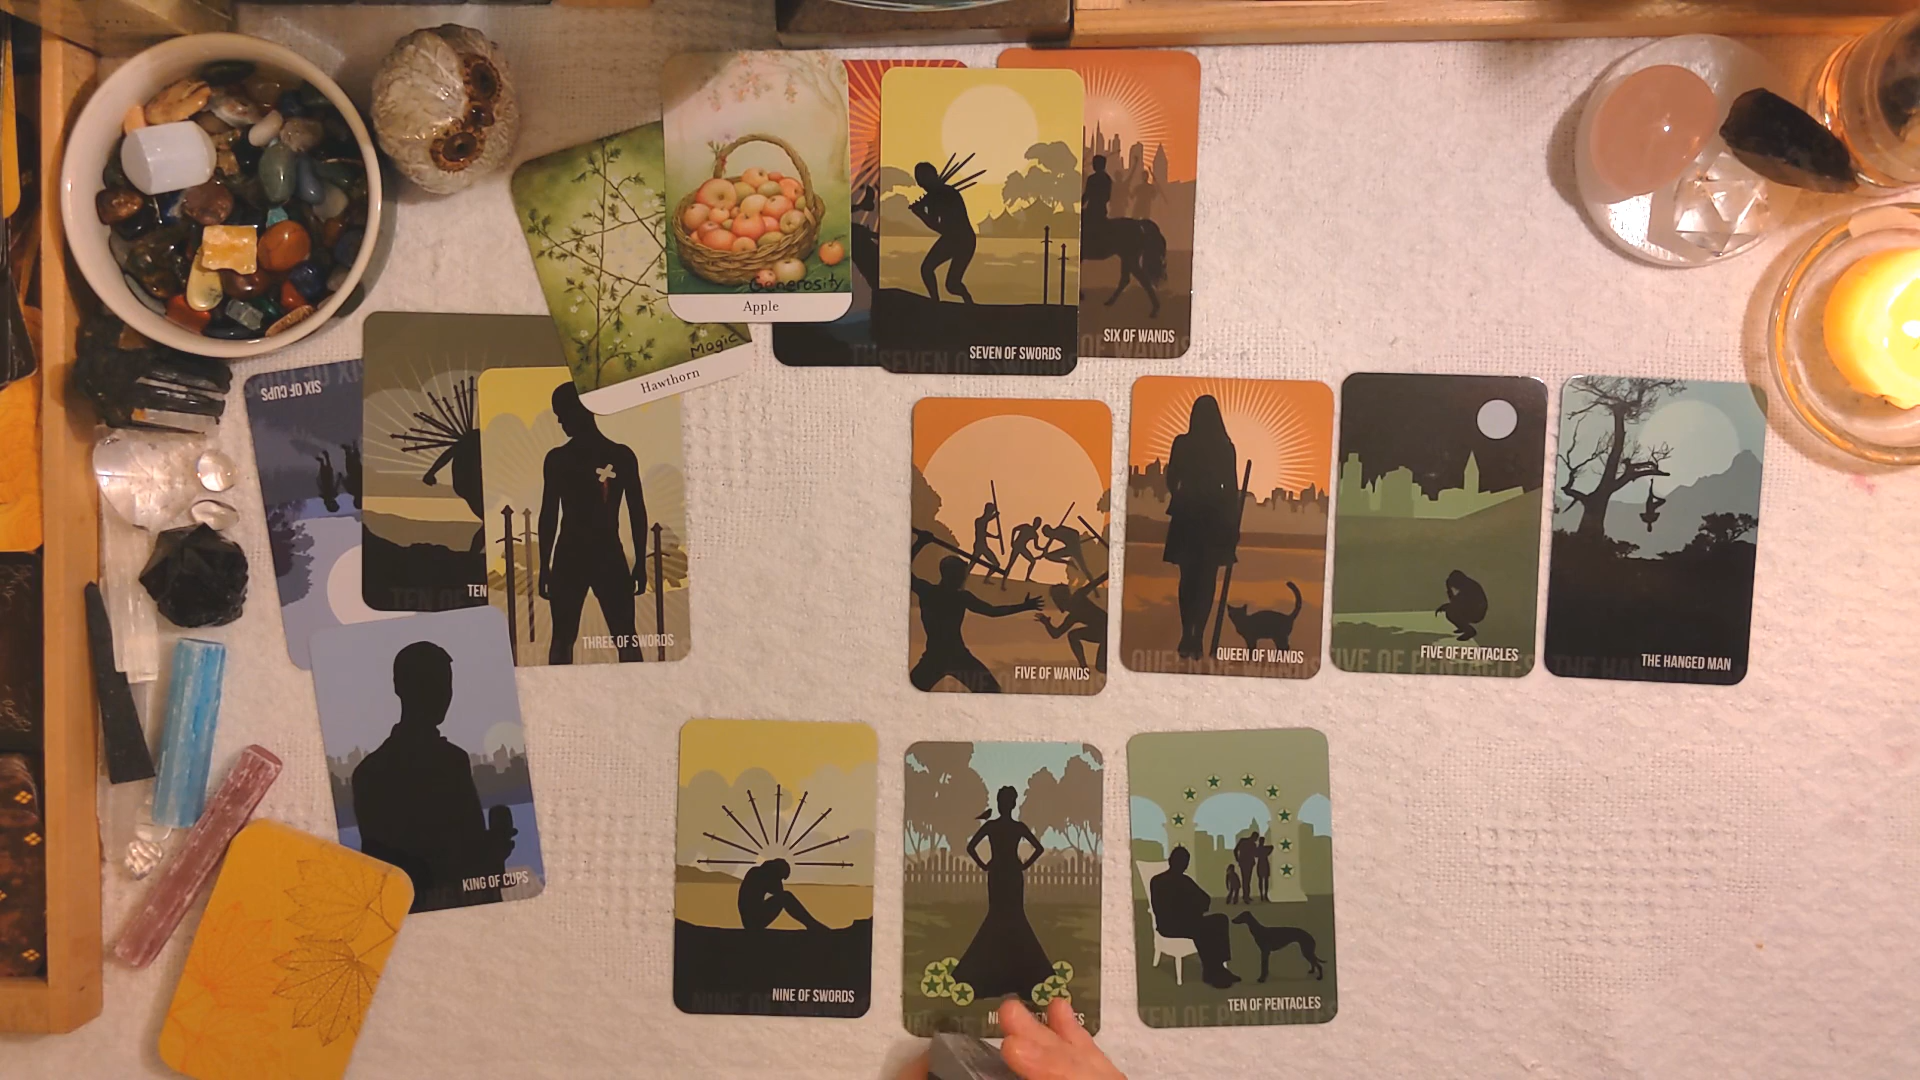 Generosity
Apple
Magic
Hawthorn
SEVEN OF SWORDS
SIX OF WANDS
SIX OF CUPS
TEN
THREE OF SWORDS
KING OF CUPS
FIVE OF WANDS
QUEEN OF WANDS
FIVE OF PENTACLES
THE HANGED MAN
NINE OF SWORDS
TEN OF PENTACLES